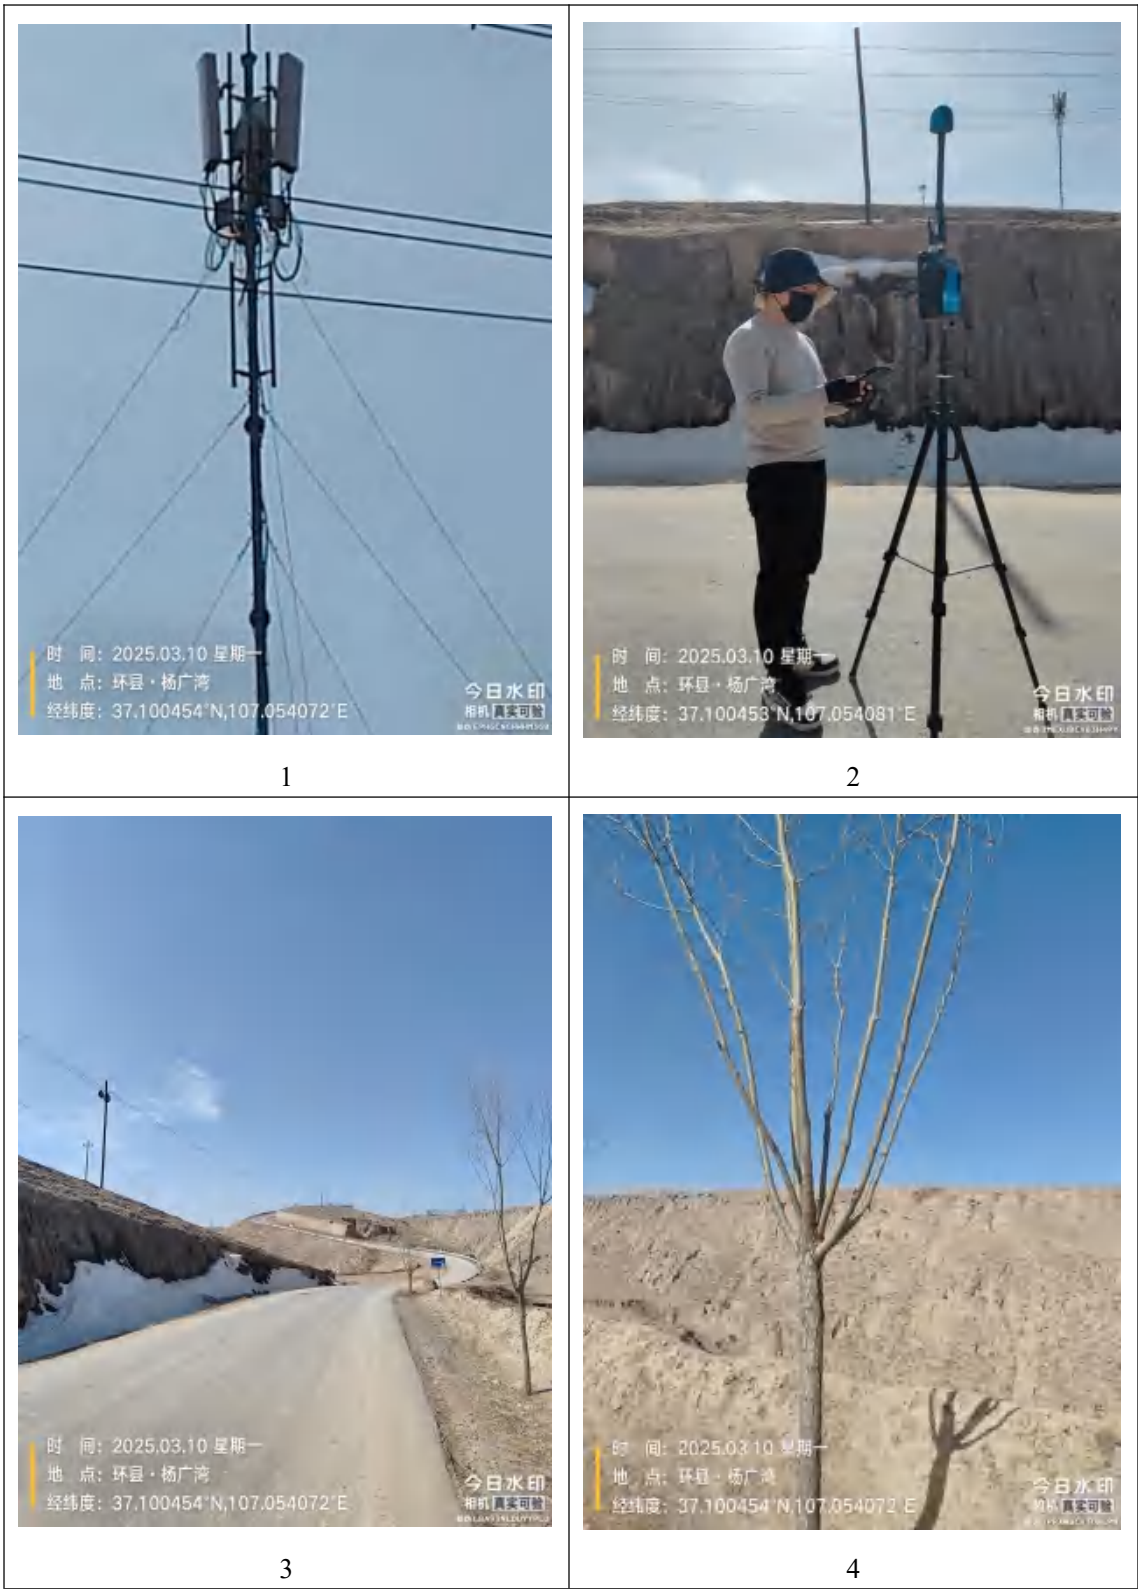 时 间：2025.03.10 星期一
地 点：环县·杨广湾
经纬度：37.100454°N,107.054072°E
今日水印
相机 真实可验
1
时 间：2025.03.10 星期一
地 点：环县·杨广湾
经纬度：37.100453°N,107.054081°E
今日水印
相机 真实可验
2
时 间：2025.03.10 星期一
地 点：环县·杨广湾
经纬度：37.100454°N,107.054072°E
今日水印
相机 真实可验
3
时 间：2025.03.10 星期一
地 点：环县·杨广湾
经纬度：37.100454°N,107.054072°E
今日水印
相机 真实可验
4